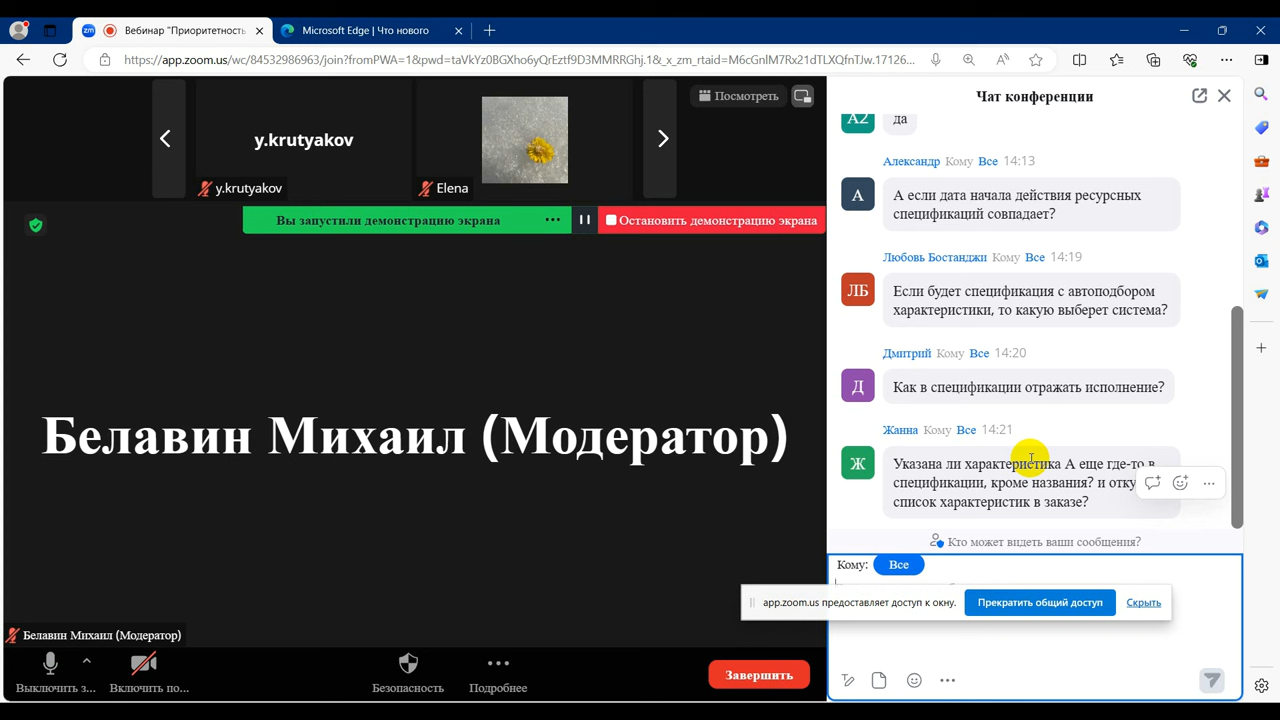 Вебинар "Приоритетность
Microsoft Edge | Что нового
https://app.zoom.us/wc/84532986963/join?fromPWA=1&pwd=taVkYz0BGXho6yQrEztf9D3MMRRGhj.1&_x_zm_rtaid=M6cGnlM7Rx21dTLXQfnTJw.17126...
Посмотреть
y.krutyakov
y.krutyakov
Elena
Вы запустили демонстрацию экрана
Остановить демонстрацию экрана
Белавин Михаил (Модератор)
Белавин Михаил (Модератор)
Выключить з...
Включить по...
Безопасность
Подробнее
Завершить
Чат конференции
А2
да
Александр Кому Все 14:13
А
А если дата начала действия ресурсных
спецификаций совпадает?
Любовь Бостанджи Кому Все 14:19
ЛБ
Если будет спецификация с автоподбором
характеристики, то какую выберет система?
Дмитрий Кому Все 14:20
Д
Как в спецификации отражать исполнение?
Жанна Кому Все 14:21
Ж
Указана ли характеристика А еще где-то в
спецификации, кроме названия? и отку
список характеристик в заказе?
Кто может видеть ваши сообщения?
Кому: Все
app.zoom.us предоставляет доступ к окну.
Прекратить общий доступ
Скрыть